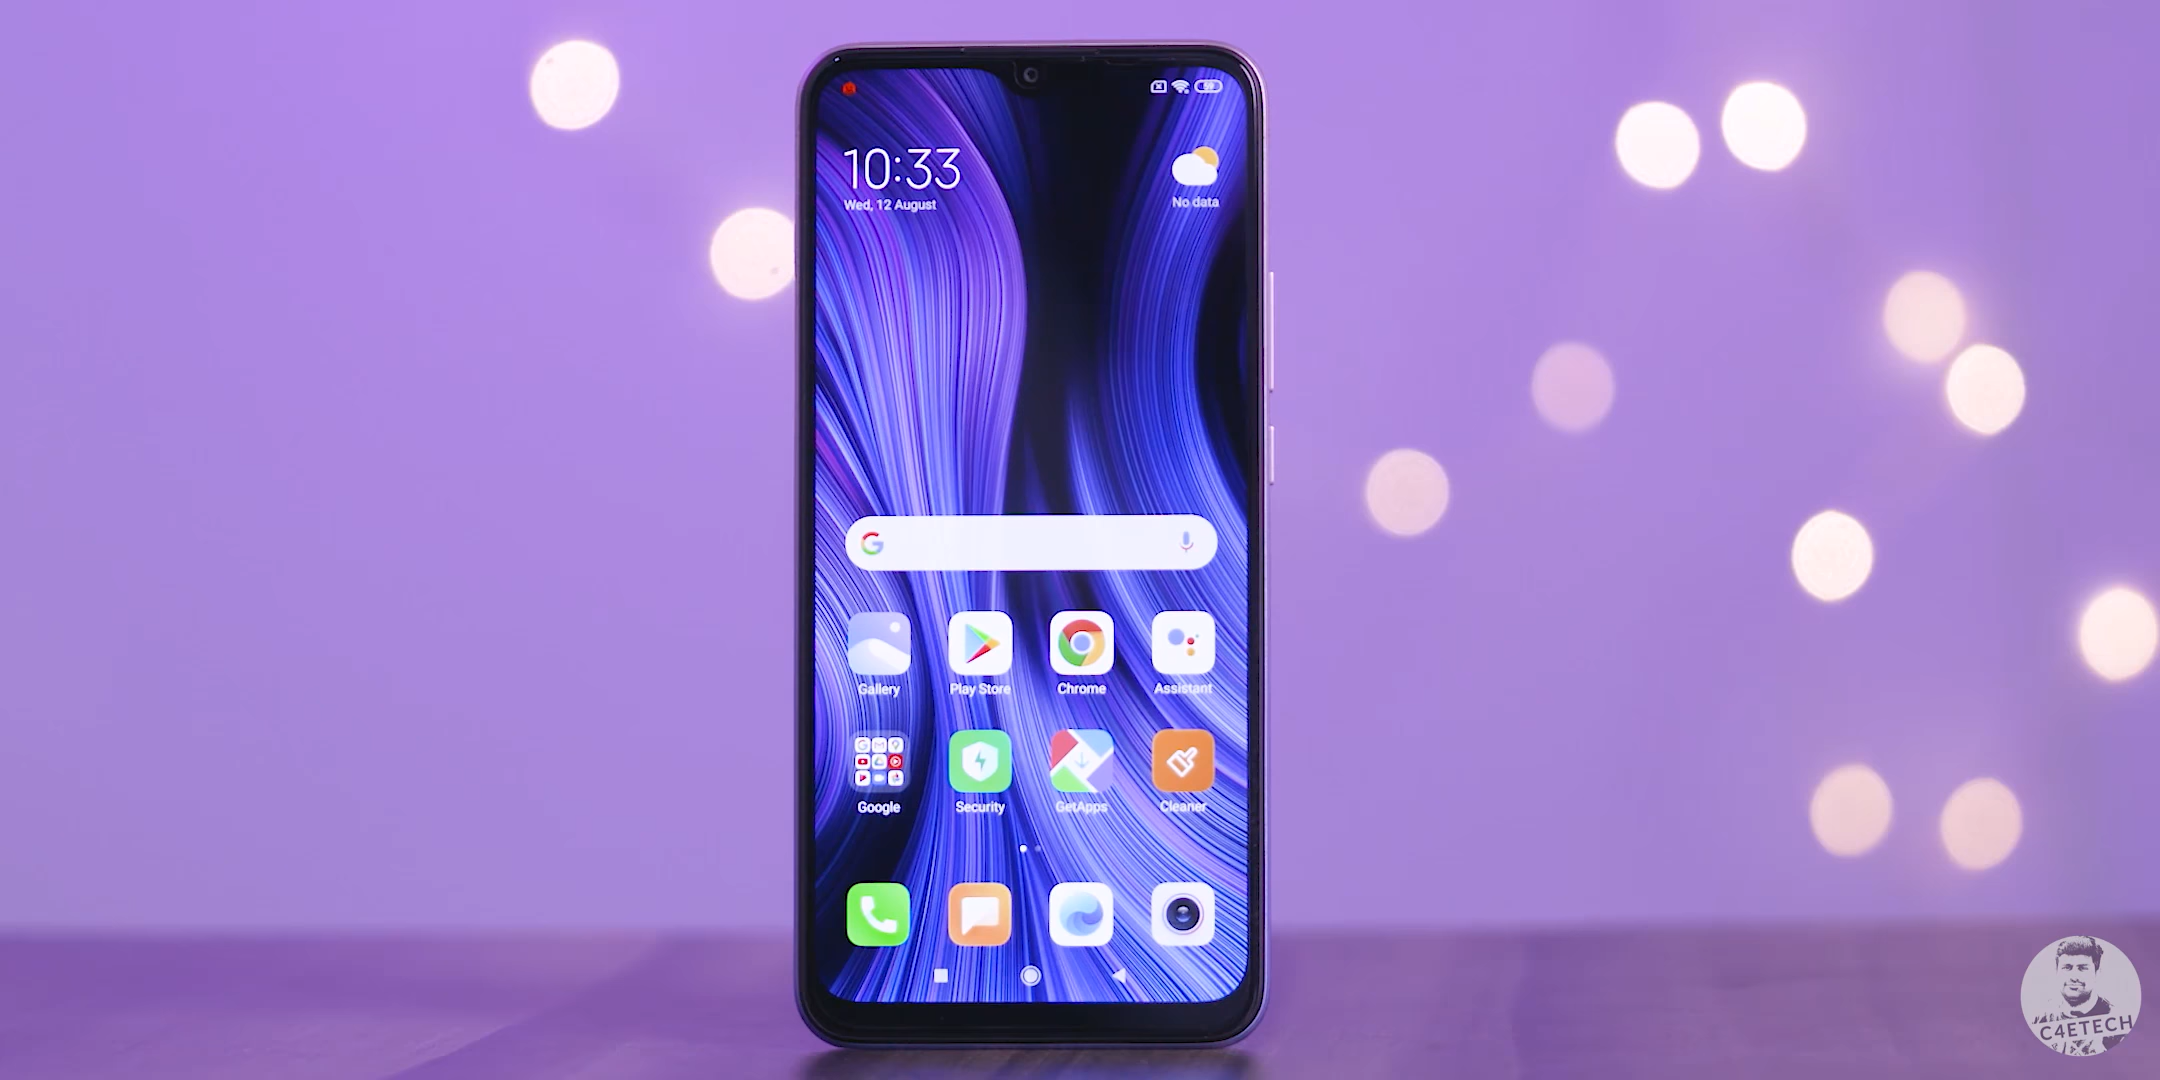 10:33
Wed, 12 August
No data
Gallery
Play Store
Chrome
Assistant
Google
Security
GetApps
Cleaner
C4ETECH